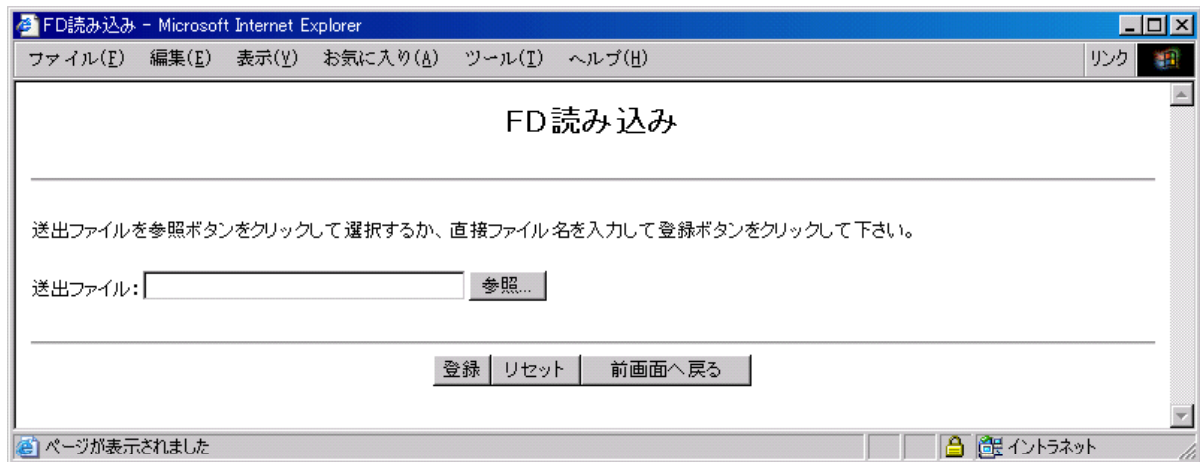 FD読み込み - Microsoft Internet Explorer
ファイル(F) 編集(E) 表示(V) お気に入り(A) ツール(T) ヘルプ(H) リンク
FD読み込み
送出ファイルを参照ボタンをクリックして選択するか、直接ファイル名を入力して登録ボタンをクリックして下さい。
送出ファイル： 参照...
登録 リセット 前画面へ戻る
ページが表示されました イントラネット